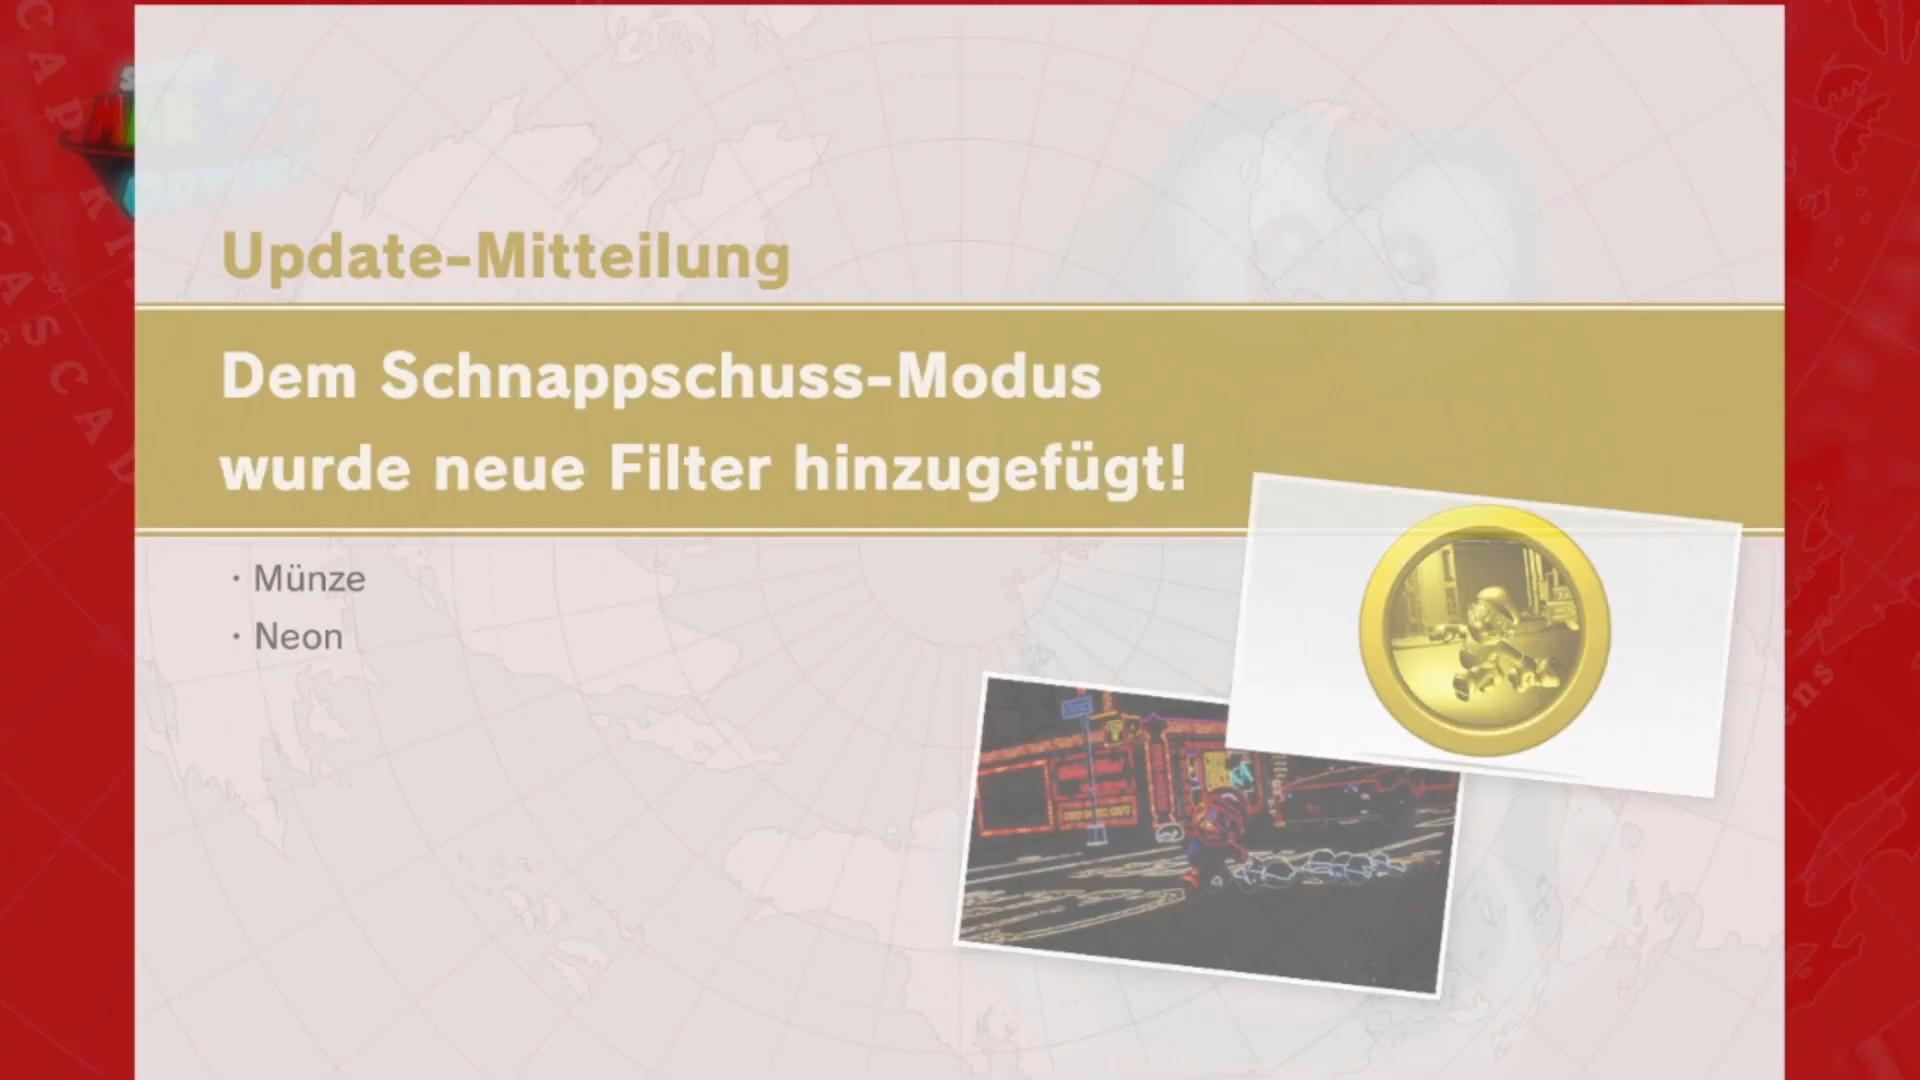 Update-Mitteilung
Dem Schnappschuss-Modus
wurde neue Filter hinzugefügt!
· Münze
· Neon